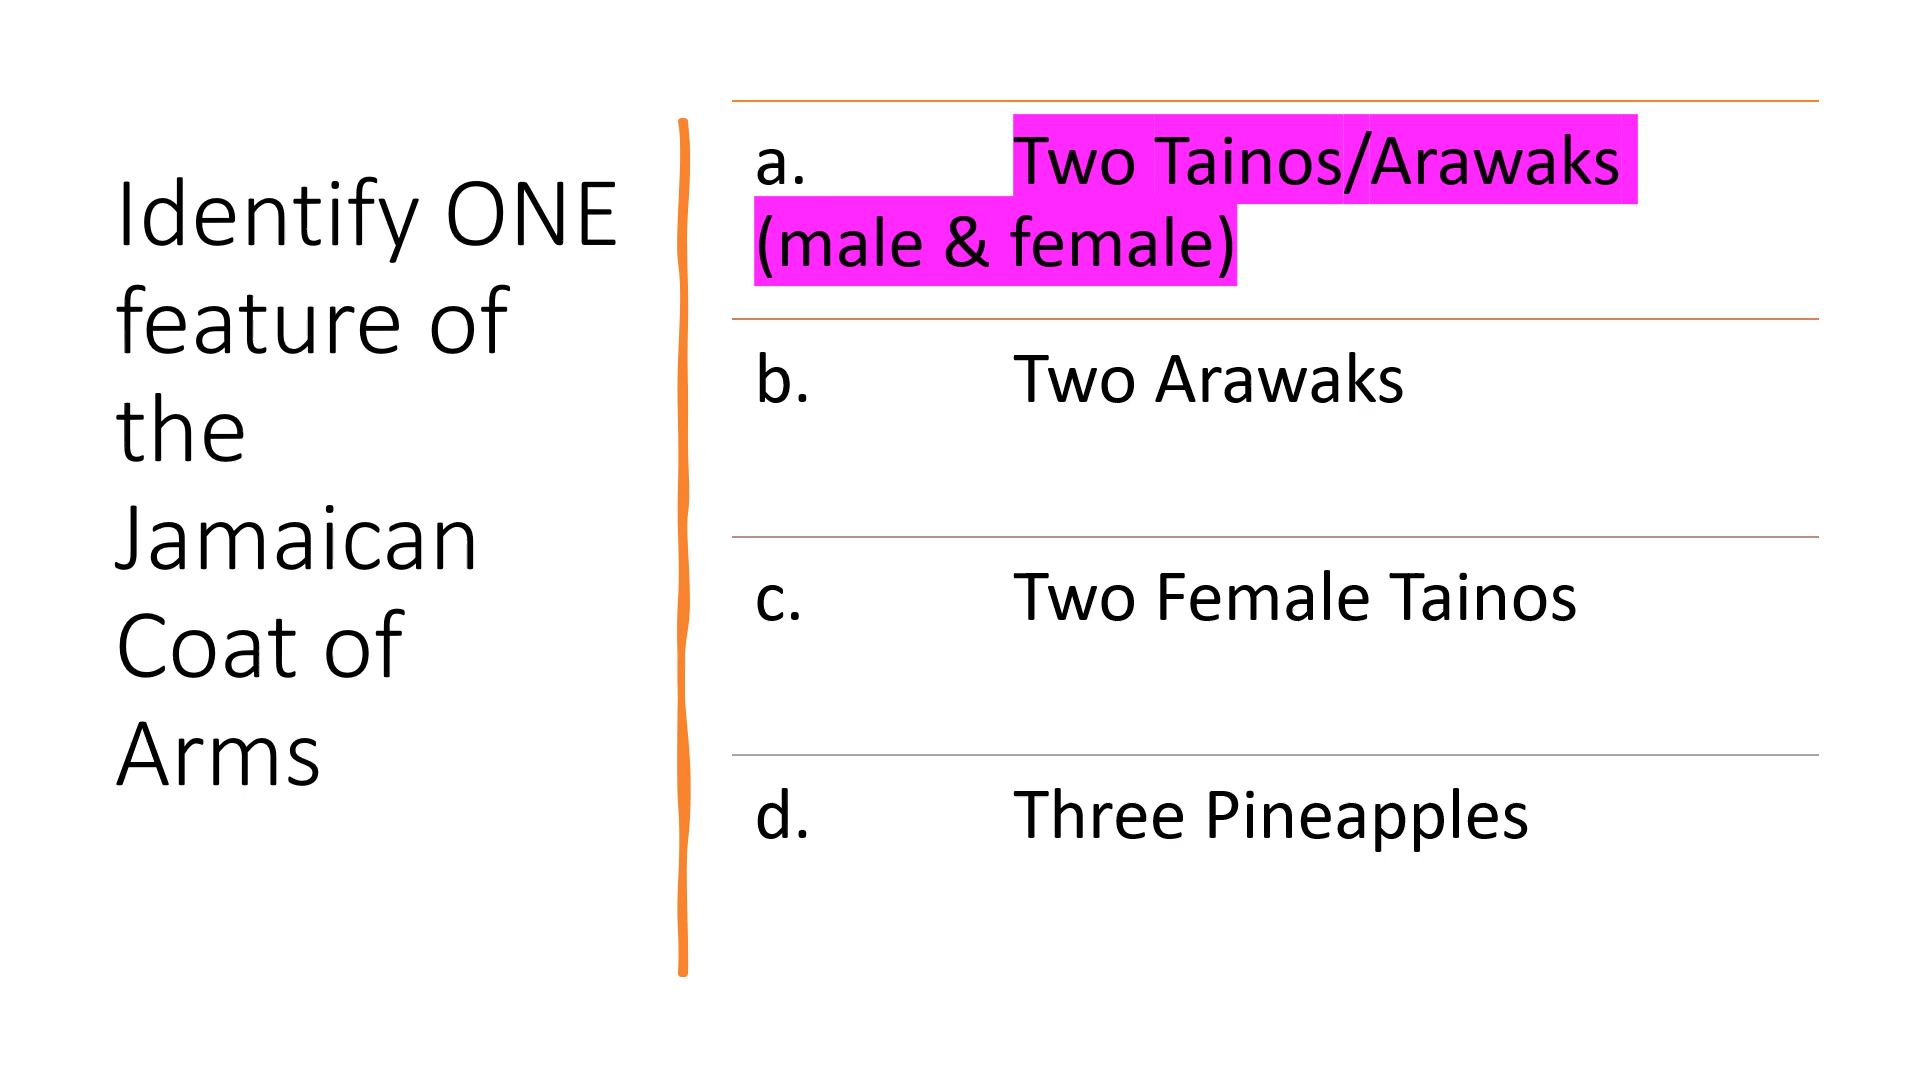 Identify ONE
feature of
the
Jamaican
Coat of
Arms
a. Two Tainos/Arawaks
(male & female)
b. Two Arawaks
c. Two Female Tainos
d. Three Pineapples